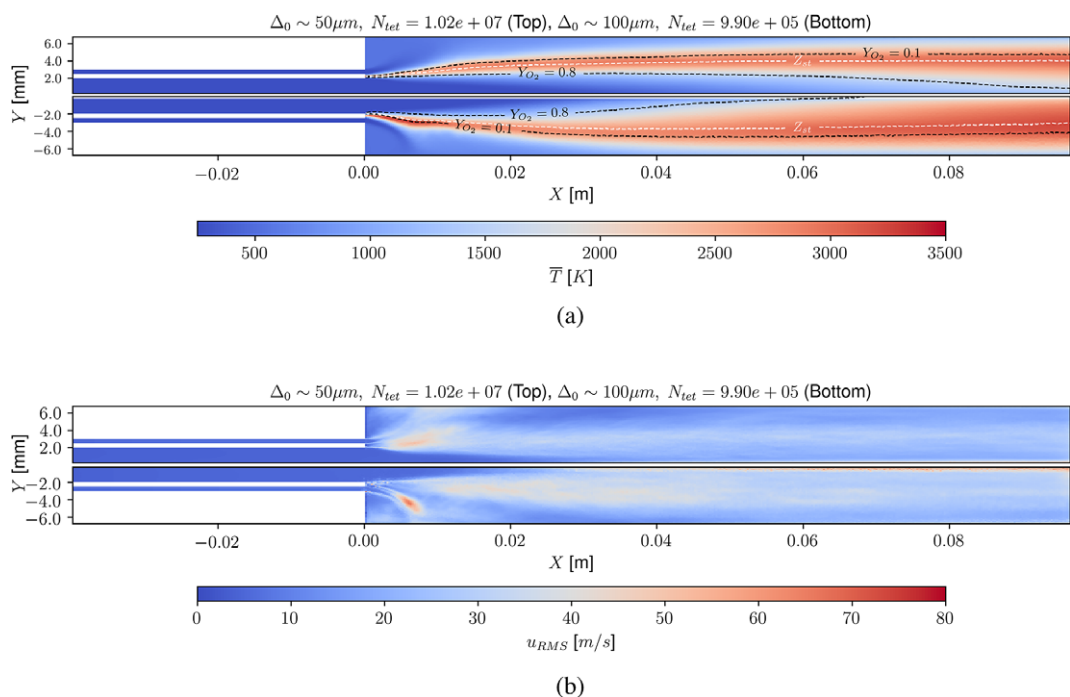 Δ₀ ∼ 50μm, N_tet = 1.02e + 07 (Top), Δ₀ ∼ 100μm, N_tet = 9.90e + 05 (Bottom)
6.0
4.0
2.0
−2.0
−4.0
−6.0
Y [mm]
Y_O₂ = 0.1
Z_st
Y_O₂ = 0.8
Y_O₂ = 0.8
Y_O₂ = 0.1
Z_st
−0.02 0.00 0.02 0.04 0.06 0.08
X [m]
500 1000 1500 2000 2500 3000 3500
T̅ [K]
(a)
Δ₀ ∼ 50μm, N_tet = 1.02e + 07 (Top), Δ₀ ∼ 100μm, N_tet = 9.90e + 05 (Bottom)
6.0
4.0
2.0
−2.0
−4.0
−6.0
Y [mm]
−0.02 0.00 0.02 0.04 0.06 0.08
X [m]
0 10 20 30 40 50 60 70 80
u_RMS [m/s]
(b)